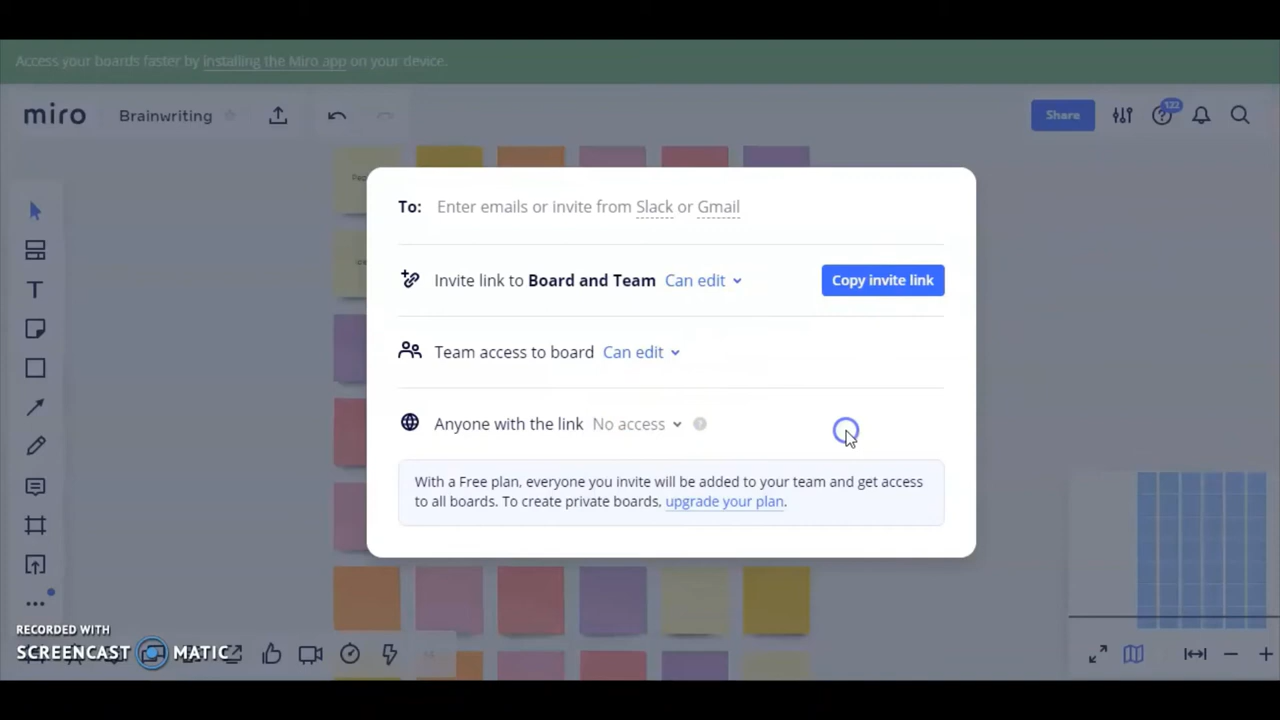 Access your boards faster by installing the Miro app on your device.
miro
Brainwriting
Share
122
To: Enter emails or invite from Slack or Gmail
Invite link to Board and Team Can edit
Copy invite link
Team access to board Can edit
Anyone with the link No access ?
With a Free plan, everyone you invite will be added to your team and get access
to all boards. To create private boards, upgrade your plan.
RECORDED WITH
SCREENCAST MATIC